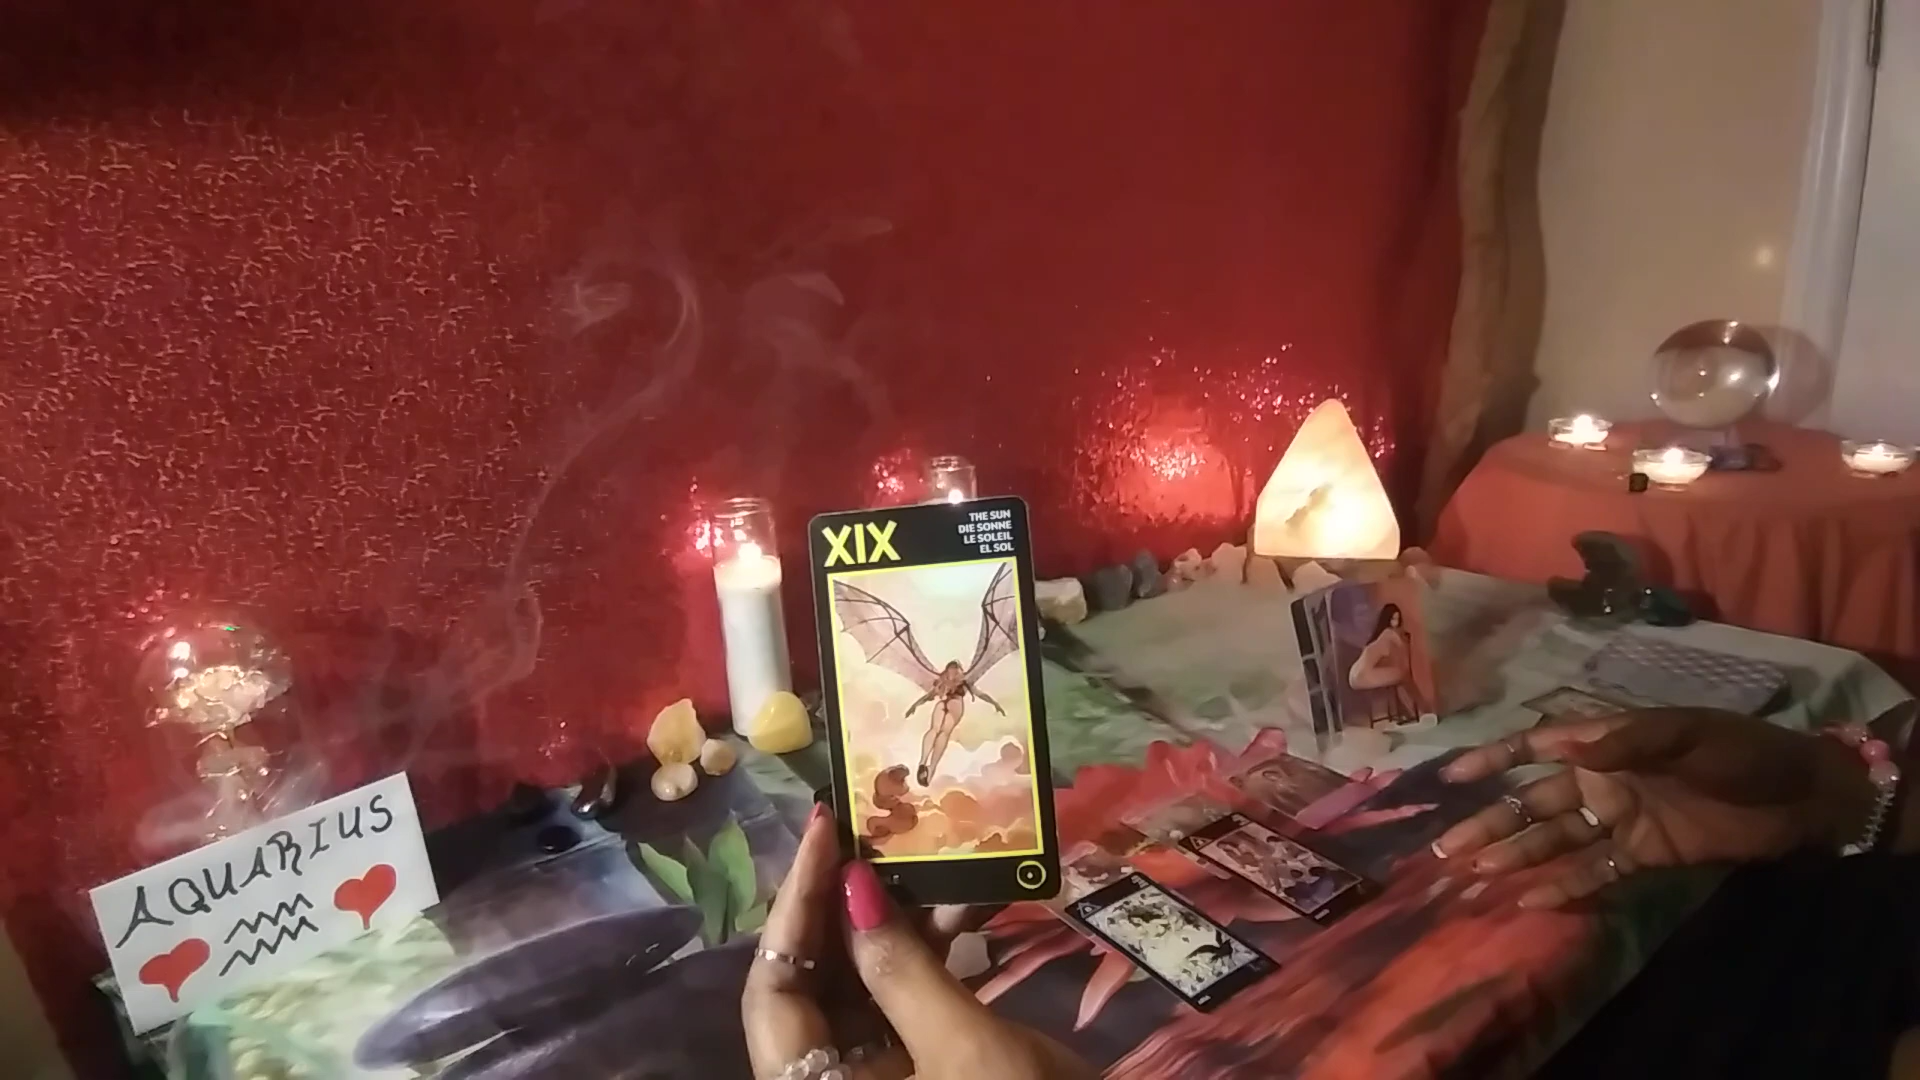 XIX
THE SUN
DIE SONNE
LE SOLEIL
EL SOL
AQUARIUS